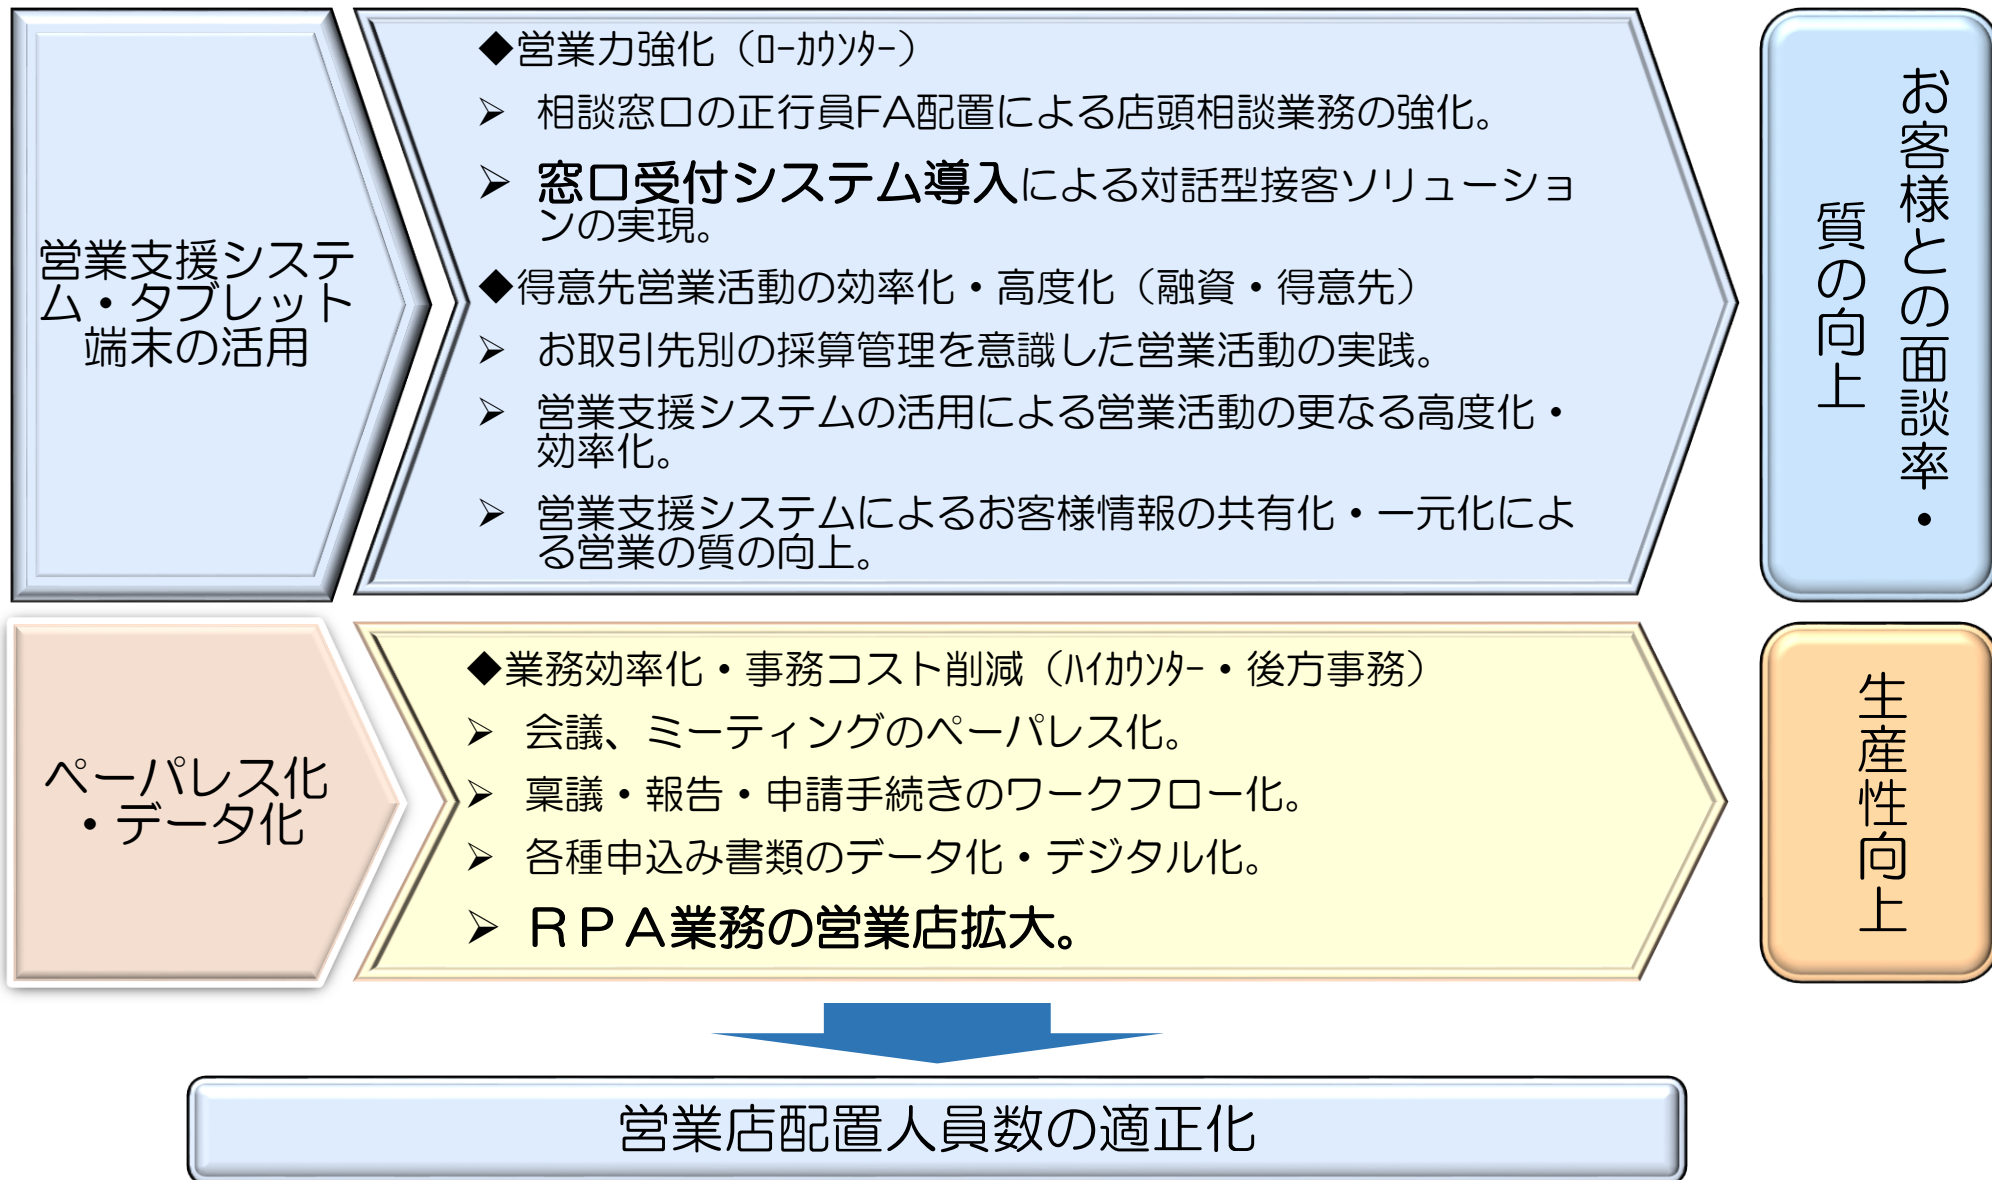 営業支援システ
ム・タブレット
端末の活用
◆営業力強化（ﾛｰｶｳﾝﾀｰ）
➢ 相談窓口の正行員FA配置による店頭相談業務の強化。
➢ 窓口受付システム導入による対話型接客ソリューショ
ンの実現。
◆得意先営業活動の効率化・高度化（融資・得意先）
➢ お取引先別の採算管理を意識した営業活動の実践。
➢ 営業支援システムの活用による営業活動の更なる高度化・
効率化。
➢ 営業支援システムによるお客様情報の共有化・一元化によ
る営業の質の向上。
お客様との面談率・
質の向上
ペーパレス化
・データ化
◆業務効率化・事務コスト削減（ﾊｲｶｳﾝﾀｰ・後方事務）
➢ 会議、ミーティングのペーパレス化。
➢ 稟議・報告・申請手続きのワークフロー化。
➢ 各種申込み書類のデータ化・デジタル化。
➢ ＲＰＡ業務の営業店拡大。
生産性向上
営業店配置人員数の適正化